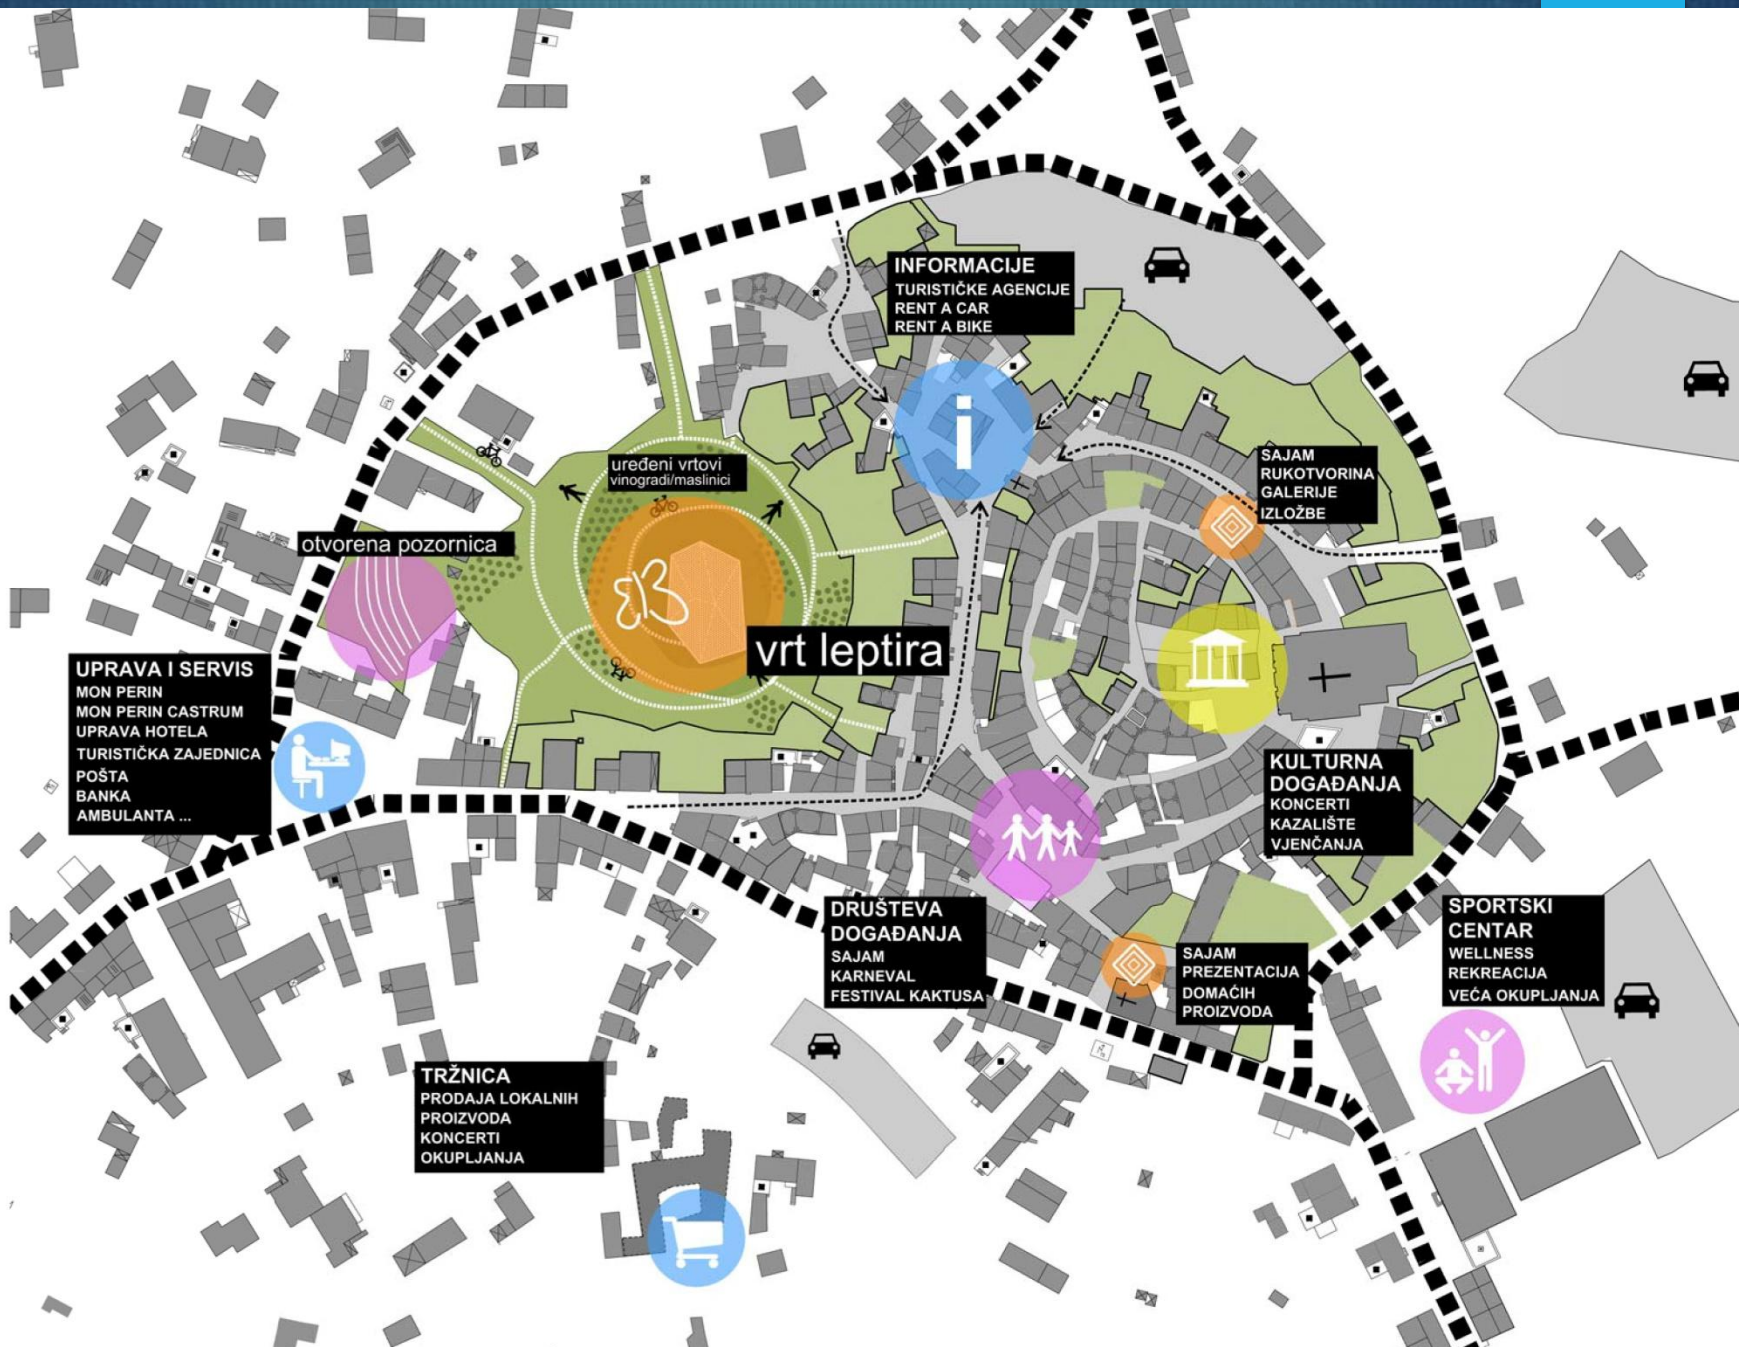 INFORMACIJE
TURISTIČKE AGENCIJE
RENT A CAR
RENT A BIKE
i
SAJAM
RUKOTVORINA
GALERIJE
IZLOŽBE
uređeni vrtovi
vinogradi/maslinici
otvorena pozornica
vrt leptira
UPRAVA I SERVIS
MON PERIN
MON PERIN CASTRUM
UPRAVA HOTELA
TURISTIČKA ZAJEDNICA
POŠTA
BANKA
AMBULANTA ...
KULTURNA
DOGAĐANJA
KONCERTI
KAZALIŠTE
VJENČANJA
DRUŠTEVA
DOGAĐANJA
SAJAM
KARNEVAL
FESTIVAL KAKTUSA
SAJAM
PREZENTACIJA
DOMAĆIH
PROIZVODA
SPORTSKI
CENTAR
WELLNESS
REKREACIJA
VEĆA OKUPLJANJA
TRŽNICA
PRODAJA LOKALNIH
PROIZVODA
KONCERTI
OKUPLJANJA